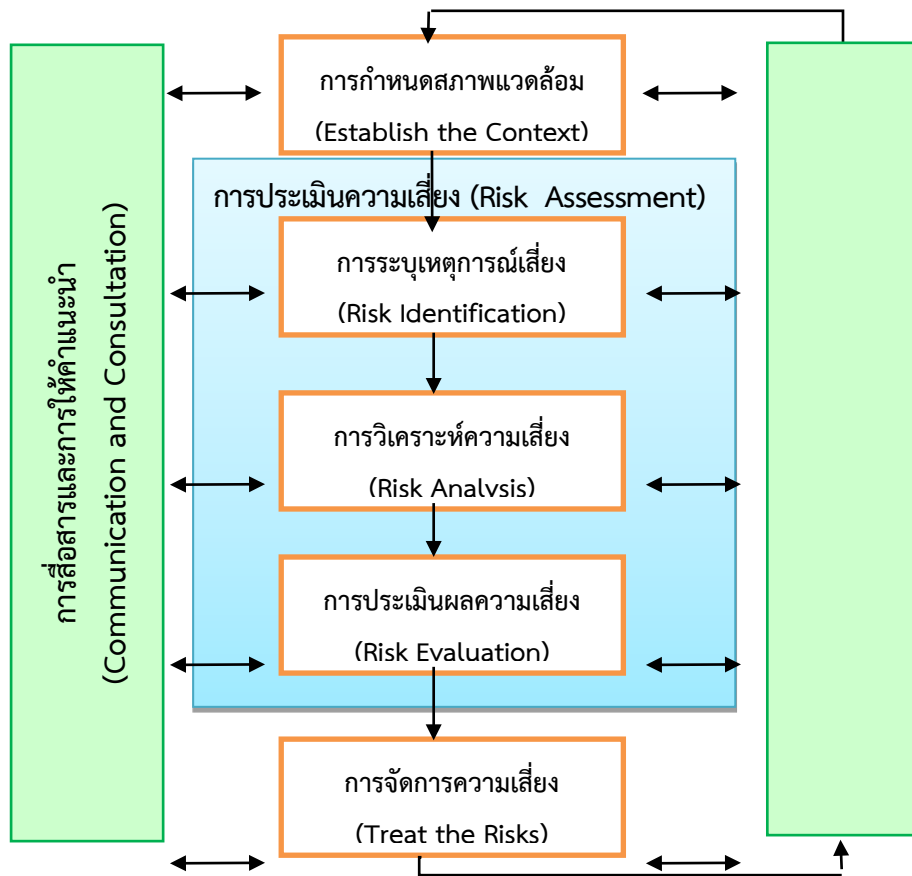 การกำหนดสภาพแวดล้อม
(Establish the Context)
การประเมินความเสี่ยง (Risk Assessment)
การระบุเหตุการณ์เสี่ยง
(Risk Identification)
การวิเคราะห์ความเสี่ยง
(Risk Analysis)
การประเมินผลความเสี่ยง
(Risk Evaluation)
การจัดการความเสี่ยง
(Treat the Risks)
การสื่อสารและการให้คำแนะนำ
(Communication and Consultation)